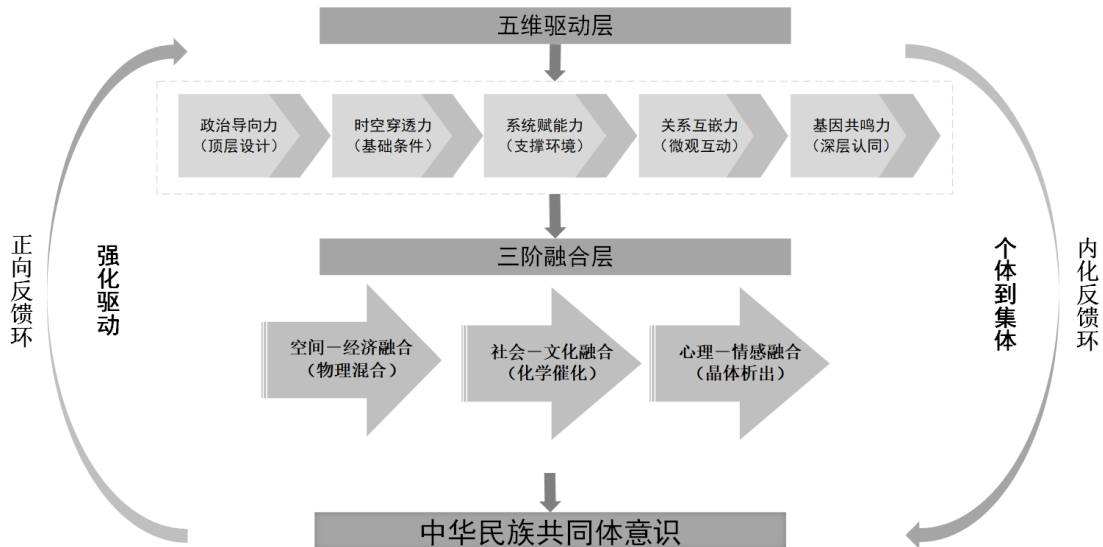 五维驱动层
政治导向力
（顶层设计）
时空穿透力
（基础条件）
系统赋能力
（支撑环境）
关系互嵌力
（微观互动）
基因共鸣力
（深层认同）
正向反馈环
强化驱动
个体到集体
内化反馈环
三阶融合层
空间－经济融合
（物理混合）
社会－文化融合
（化学催化）
心理－情感融合
（晶体析出）
中华民族共同体意识